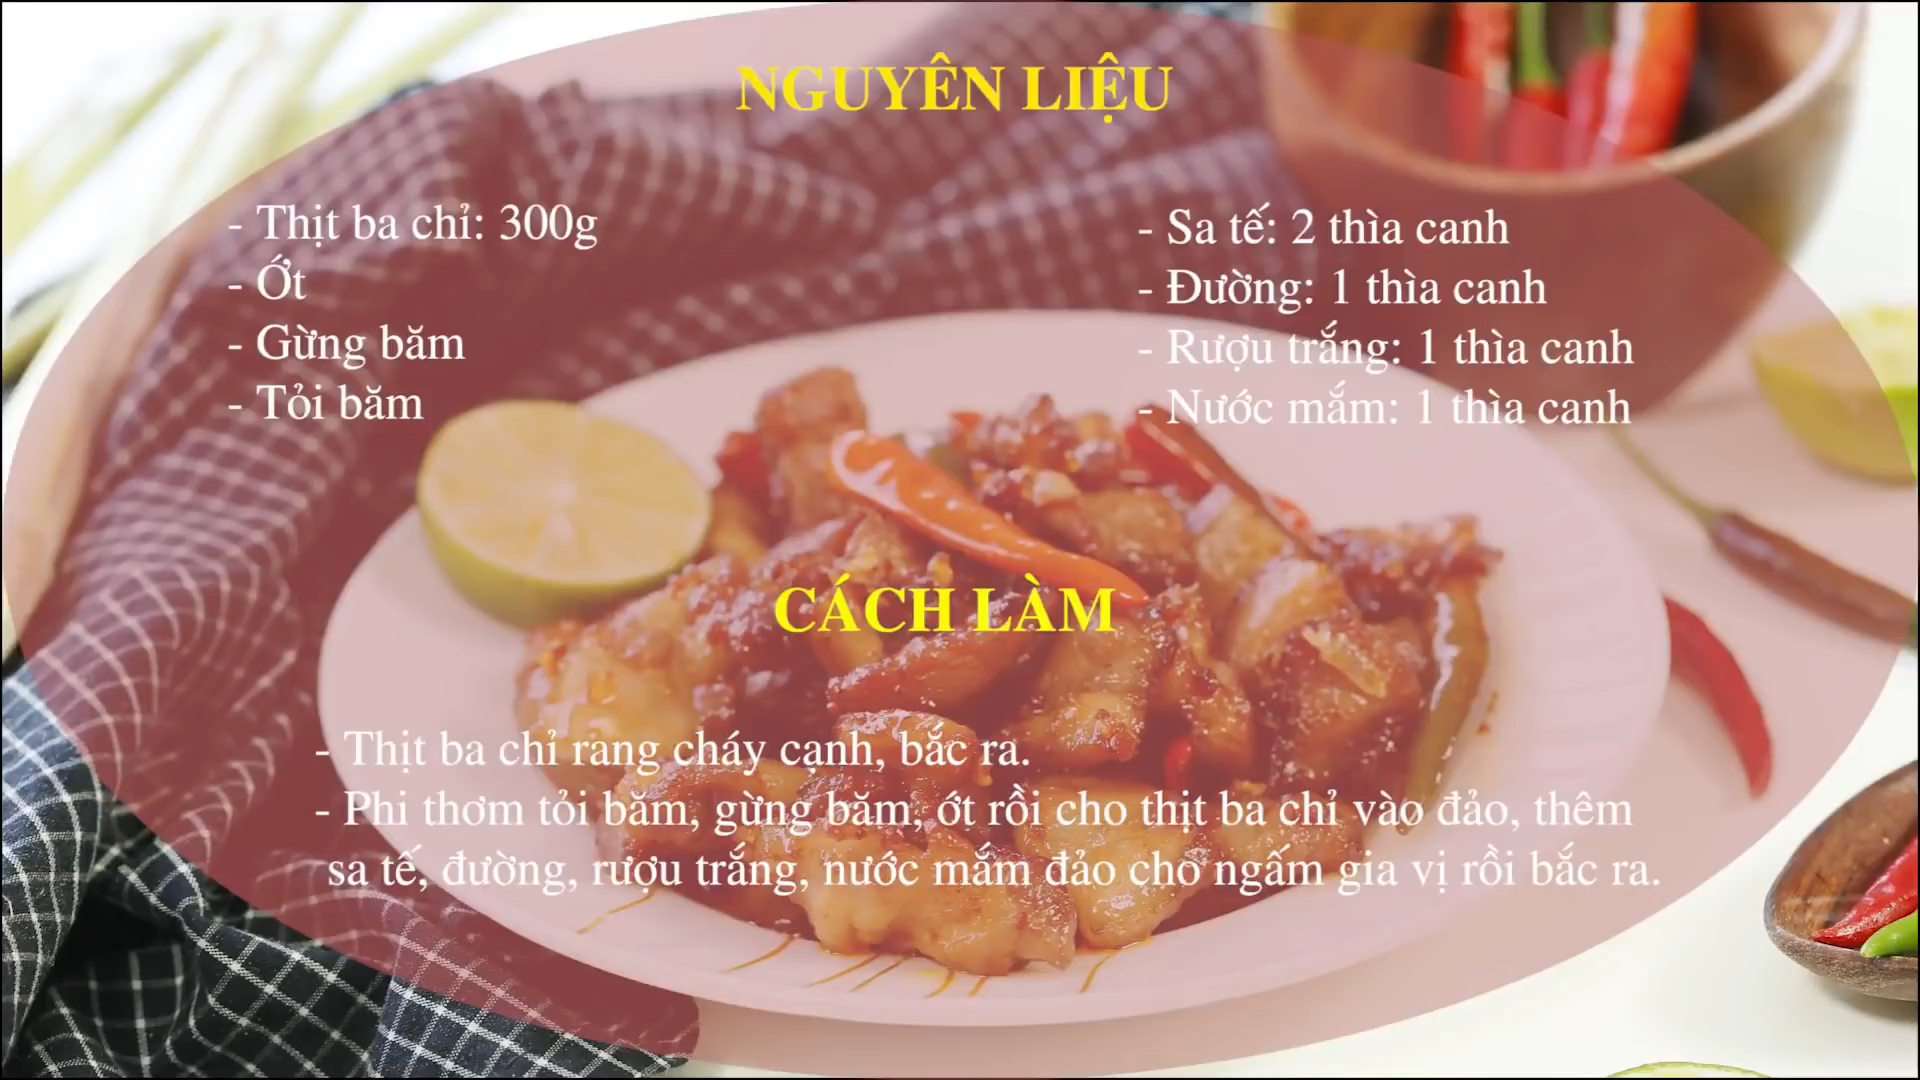 NGUYÊN LIỆU
- Thịt ba chỉ: 300g
- Ớt
- Gừng băm
- Tỏi băm
- Sa tế: 2 thìa canh
- Đường: 1 thìa canh
- Rượu trắng: 1 thìa canh
- Nước mắm: 1 thìa canh
CÁCH LÀM
- Thịt ba chỉ rang cháy cạnh, bắc ra.
- Phi thơm tỏi băm, gừng băm, ớt rồi cho thịt ba chỉ vào đảo, thêm
sa tế, đường, rượu trắng, nước mắm đảo cho ngấm gia vị rồi bắc ra.